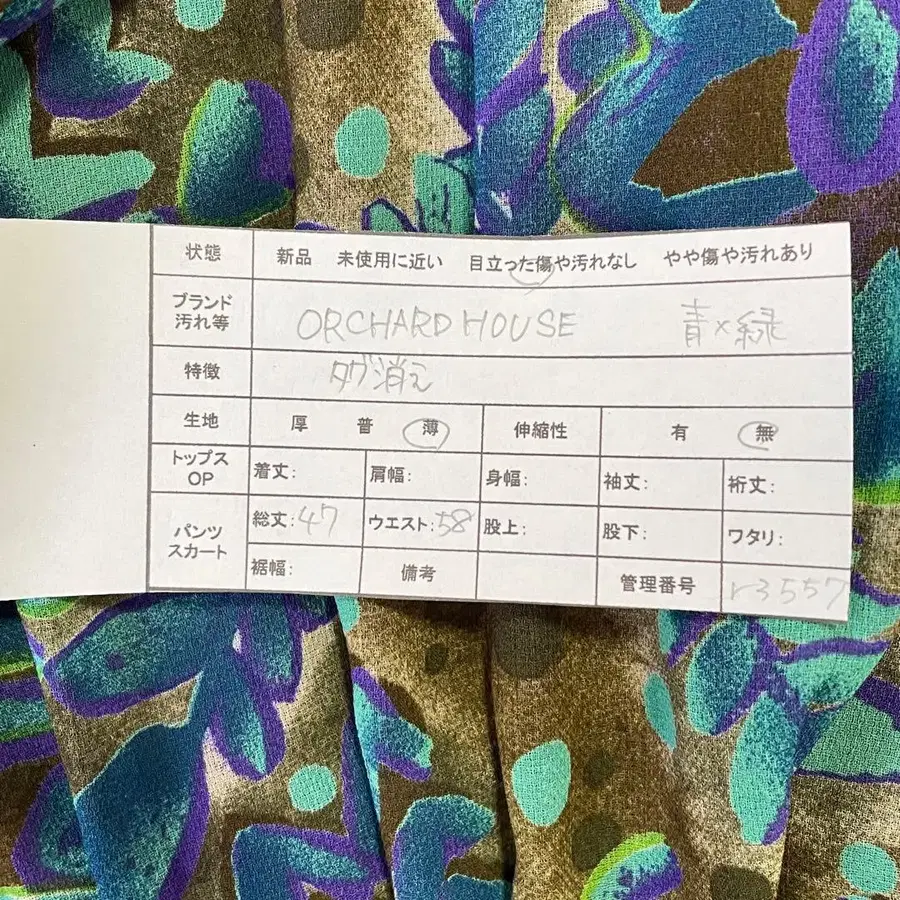 状態 新品 未使用に近い 目立った傷や汚れなし やや傷や汚れあり
ブランド
汚れ等 ORCHARD HOUSE 青×緑
特徴 タグ消え
生地 厚 普 薄 伸縮性 有 無
トップス
OP 着丈: 肩幅: 身幅: 袖丈: 裄丈:
パンツ
スカート 総丈:47 ウエスト:58 股上: 股下: ワタリ:
裾幅: 備考 管理番号 r3557